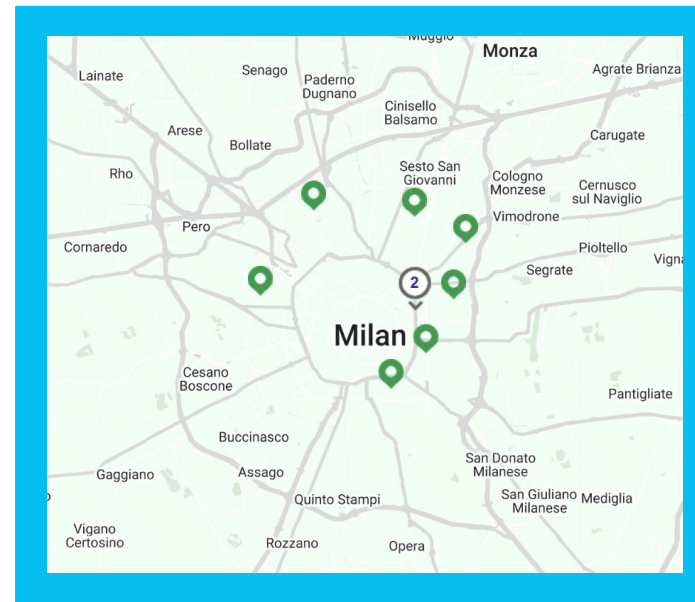 Muggiò
Monza
Lainate
Senago
Agrate Brianza
Paderno
Dugnano
Cinisello
Balsamo
Arese
Bollate
Carugate
Rho
Sesto San
Giovanni
Cologno
Monzese
Cernusco
sul Naviglio
Vimodrone
Pero
Cornaredo
Pioltello
Segrate
2
Milan
Cesano
Boscone
Pantigliate
Buccinasco
San Donato
Milanese
Gaggiano
Assago
Quinto Stampi
San Giuliano
Milanese
Mediglia
Vigano
Certosino
Rozzano
Opera